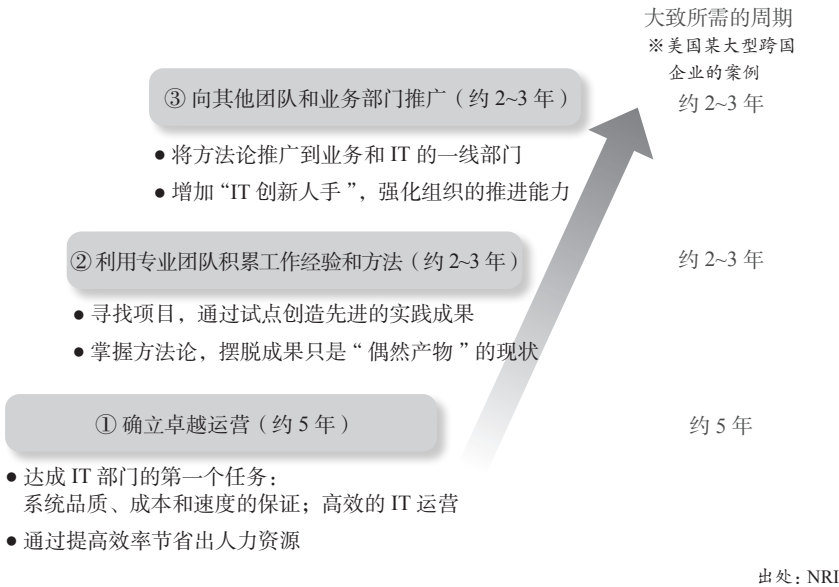 大致所需的周期
※美国某大型跨国
企业的案例
③ 向其他团队和业务部门推广（约 2~3 年）
约 2~3 年
● 将方法论推广到业务和 IT 的一线部门
● 增加“IT 创新人手”，强化组织的推进能力
② 利用专业团队积累工作经验和方法（约 2~3 年）
约 2~3 年
● 寻找项目，通过试点创造先进的实践成果
● 掌握方法论，摆脱成果只是“偶然产物”的现状
① 确立卓越运营（约 5 年）
约 5 年
● 达成 IT 部门的第一个任务：
系统品质、成本和速度的保证；高效的 IT 运营
● 通过提高效率节省出人力资源
出处：NRI